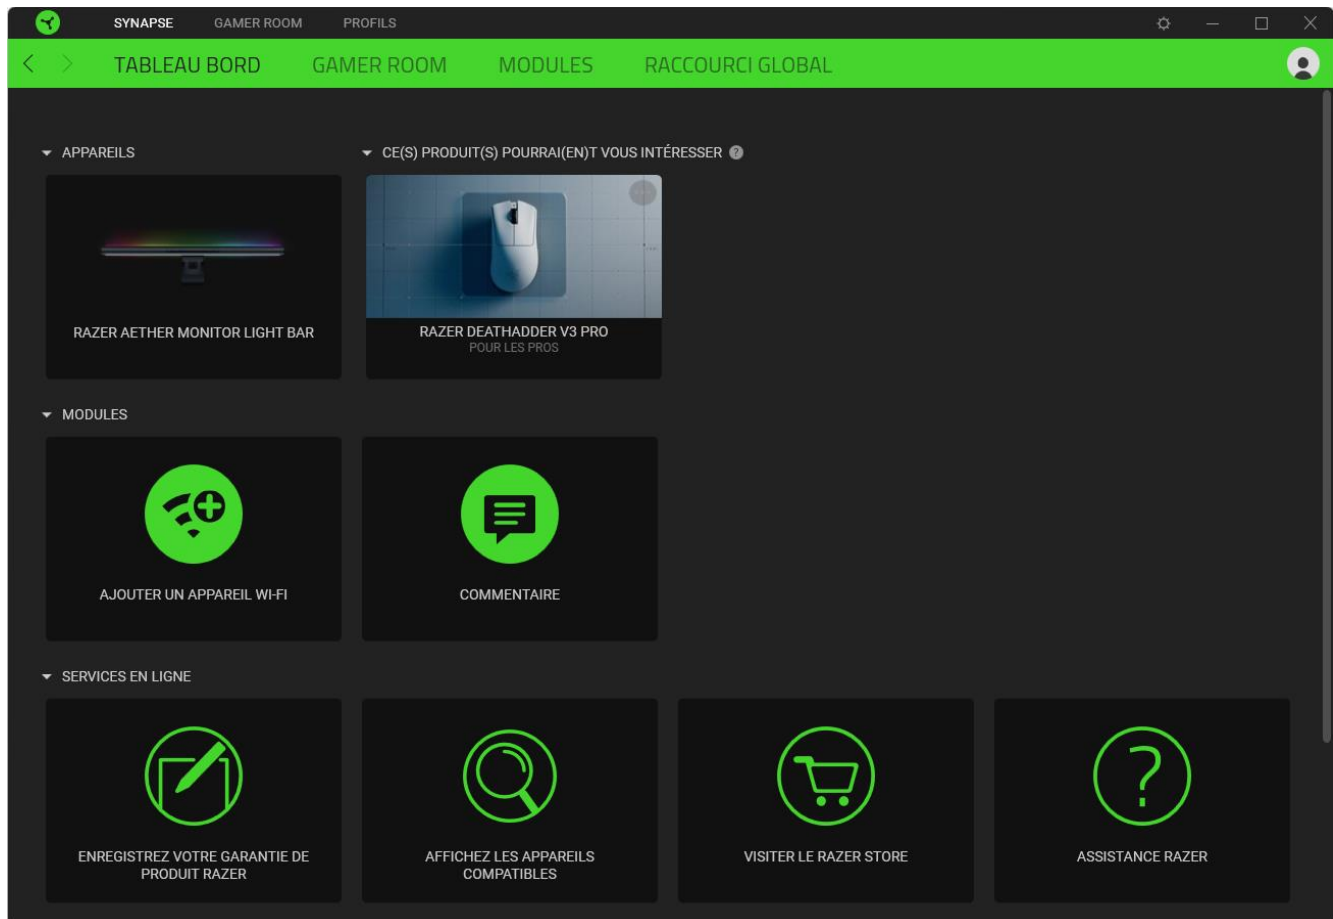 SYNAPSE GAMER ROOM PROFILS
TABLEAU BORD GAMER ROOM MODULES RACCOURCI GLOBAL
APPAREILS
CE(S) PRODUIT(S) POURRAI(EN)T VOUS INTÉRESSER ?
RAZER AETHER MONITOR LIGHT BAR
RAZER DEATHADDER V3 PRO
POUR LES PROS
MODULES
AJOUTER UN APPAREIL WI-FI
COMMENTAIRE
SERVICES EN LIGNE
ENREGISTREZ VOTRE GARANTIE DE
PRODUIT RAZER
AFFICHEZ LES APPAREILS
COMPATIBLES
VISITER LE RAZER STORE
ASSISTANCE RAZER